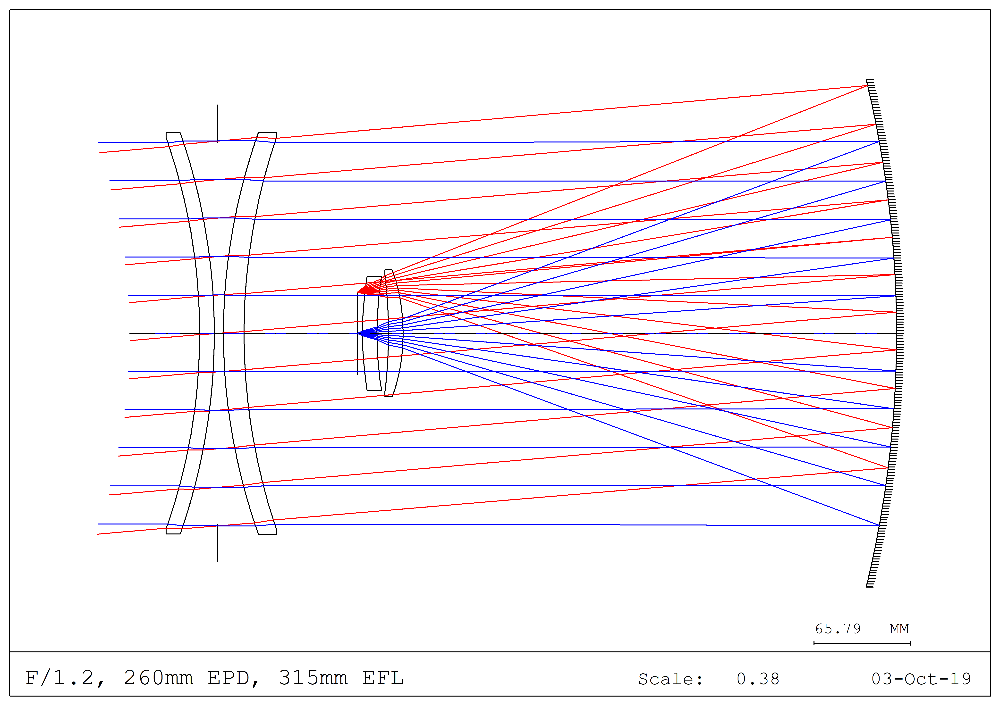 65.79 MM
F/1.2, 260mm EPD, 315mm EFL
Scale: 0.38
03-Oct-19